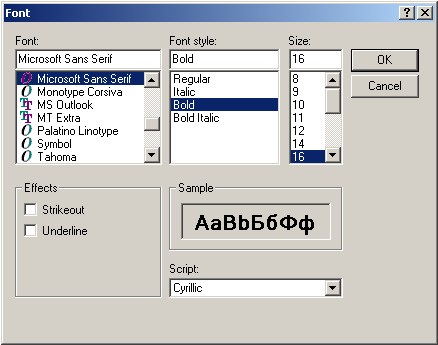 Font
Font:
Microsoft Sans Serif
Microsoft Sans Serif
Monotype Corsiva
MS Outlook
MT Extra
Palatino Linotype
Symbol
Tahoma
Font style:
Bold
Regular
Italic
Bold
Bold Italic
Size:
16
8
9
10
11
12
14
16
OK
Cancel
Effects
Strikeout
Underline
Sample
AaBbБбФф
Script:
Cyrillic